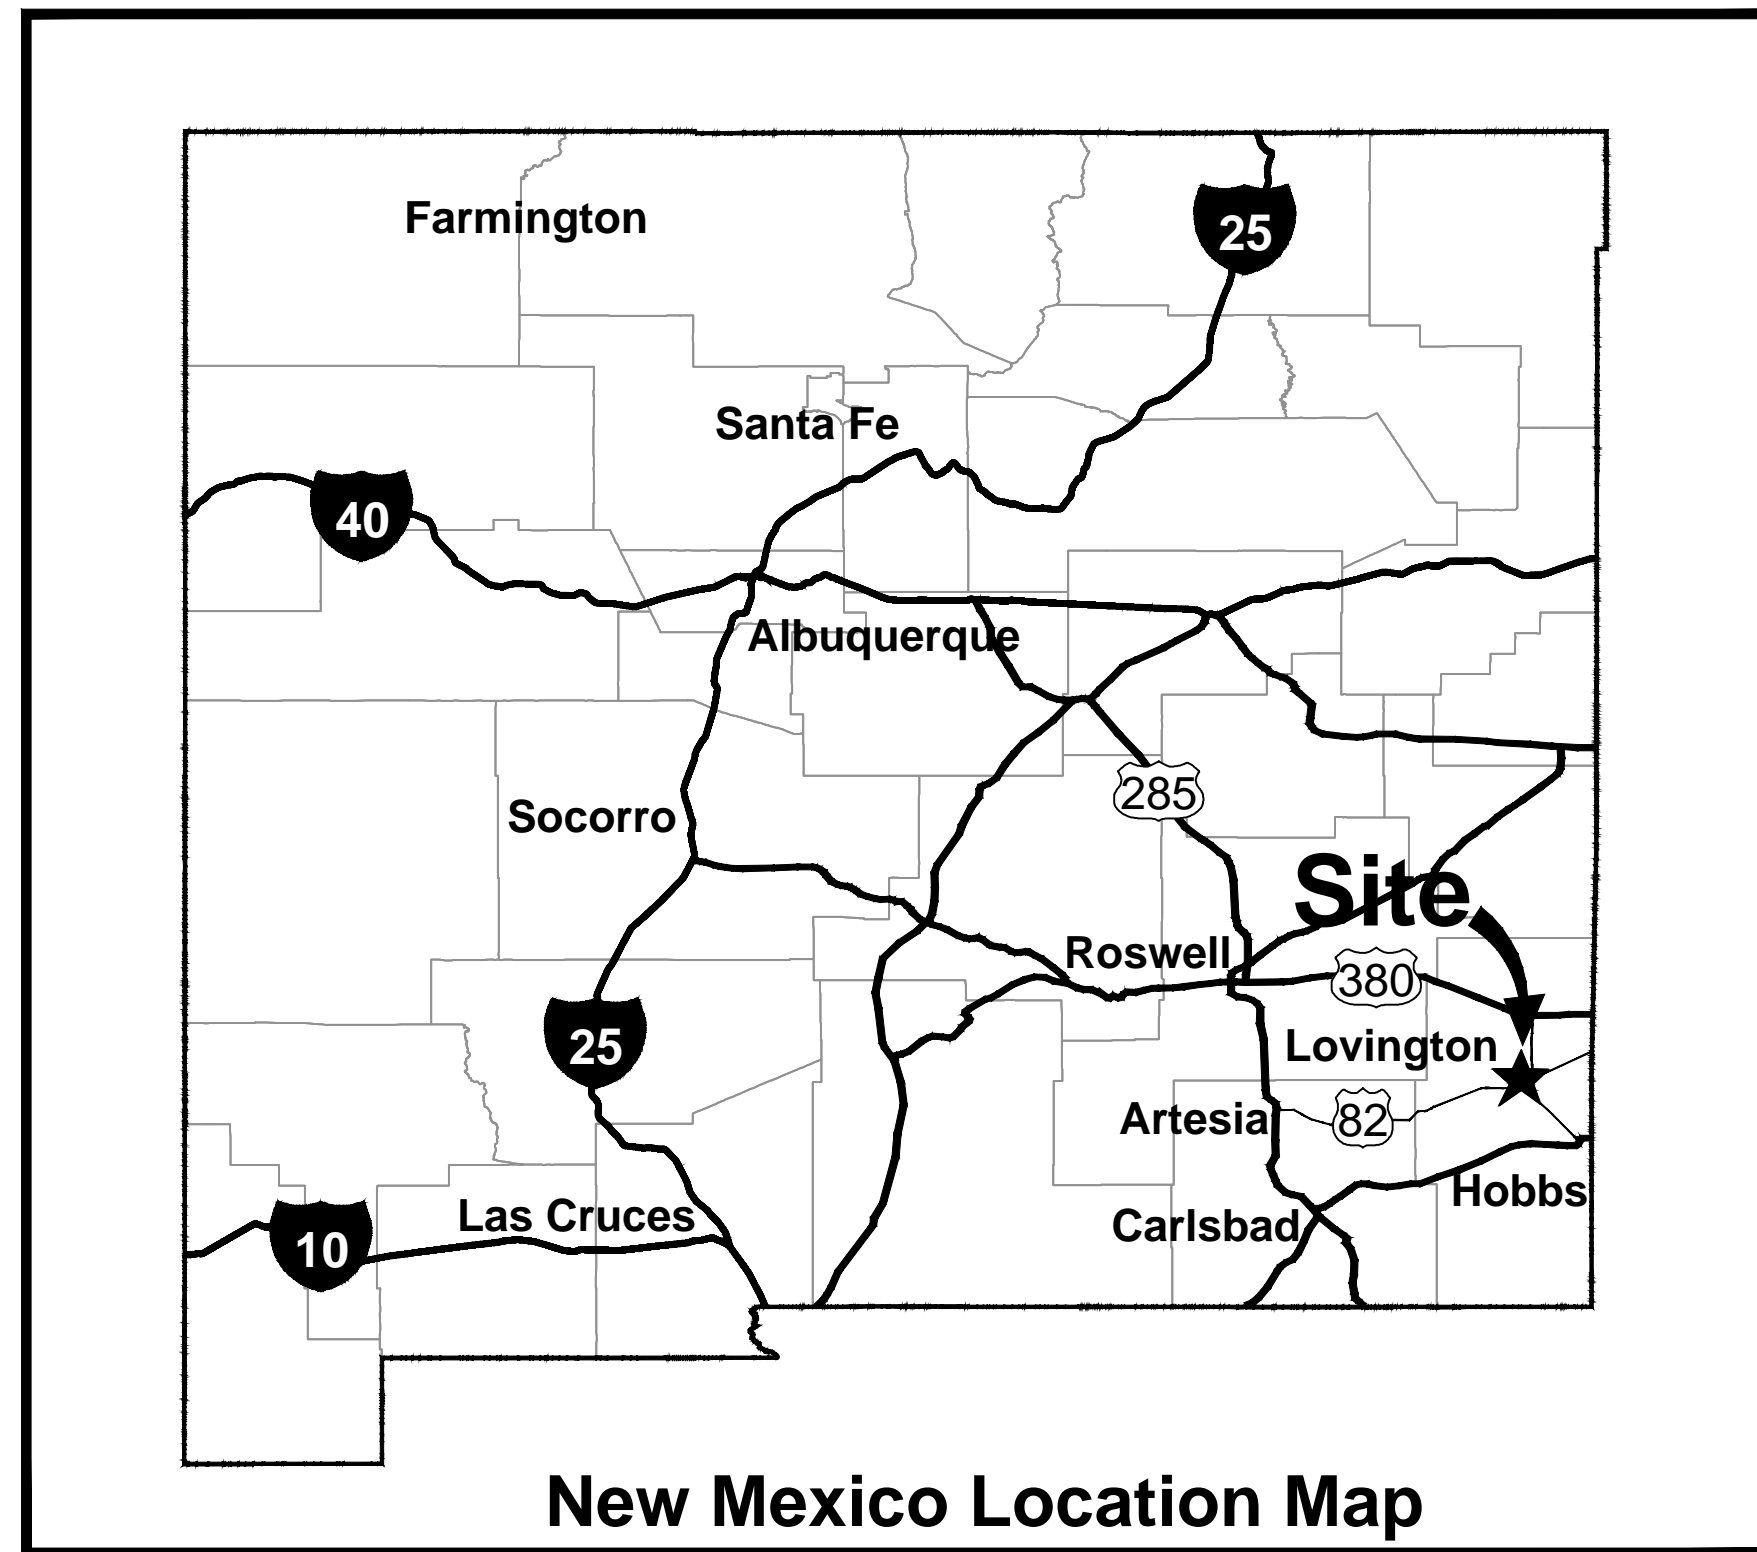 Farmington
25
Santa Fe
40
Albuquerque
285
Socorro
Site
Roswell
380
25
Lovington
Artesia
82
Hobbs
Las Cruces
Carlsbad
10
New Mexico Location Map